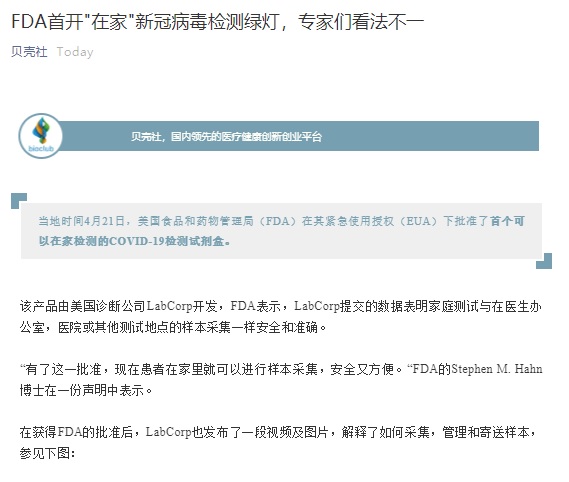 FDA首开"在家"新冠病毒检测绿灯，专家们看法不一
贝壳社 Today
bioclub
贝壳社，国内领先的医疗健康创新创业平台
当地时间4月21日，美国食品和药物管理局（FDA）在其紧急使用授权（EUA）下批准了首个可
以在家检测的COVID-19检测试剂盒。
该产品由美国诊断公司LabCorp开发，FDA表示，LabCorp提交的数据表明家庭测试与在医生办
公室，医院或其他测试地点的样本采集一样安全和准确。
“有了这一批准，现在患者在家里就可以进行样本采集，安全又方便。“FDA的Stephen M. Hahn
博士在一份声明中表示。
在获得FDA的批准后，LabCorp也发布了一段视频及图片，解释了如何采集，管理和寄送样本，
参见下图：